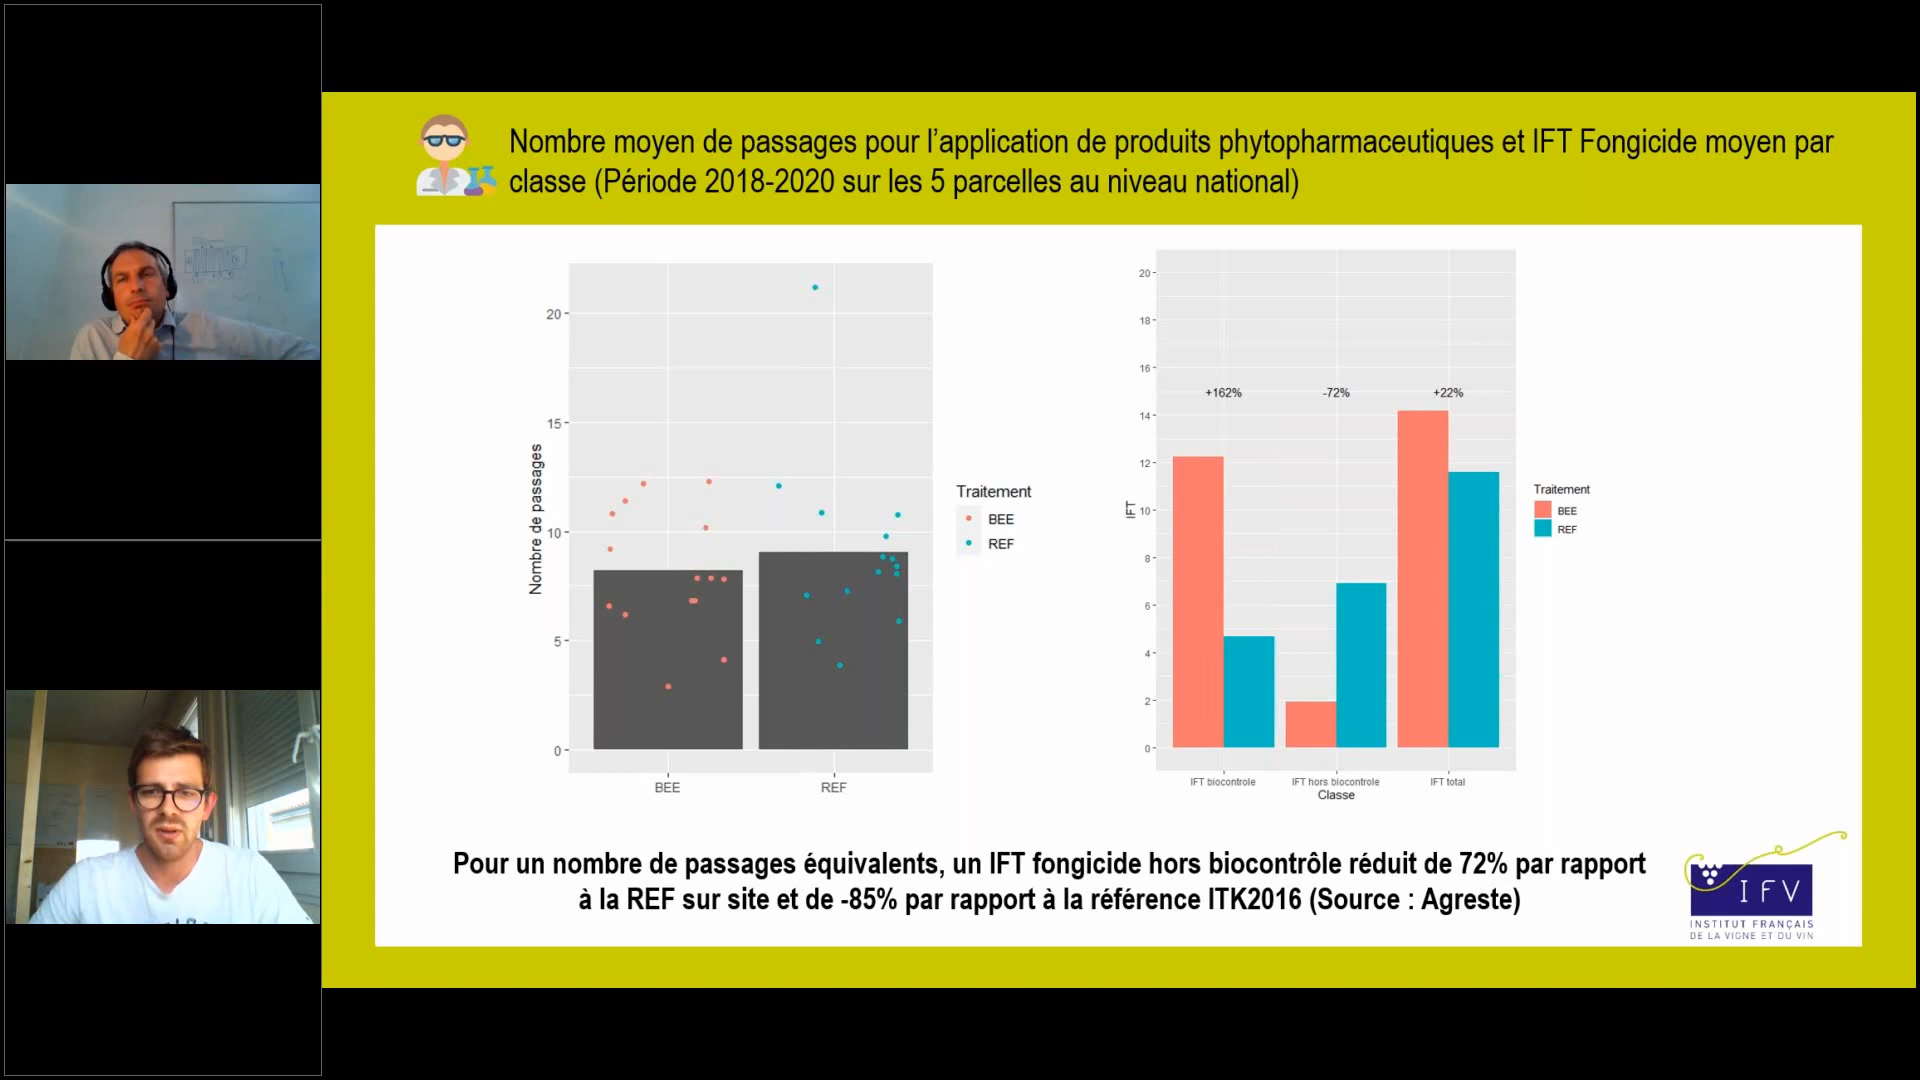 Nombre moyen de passages pour l’application de produits phytopharmaceutiques et IFT Fongicide moyen par
classe (Période 2018-2020 sur les 5 parcelles au niveau national)
Nombre de passages
20
15
10
5
0
BEE
REF
Traitement
BEE
REF
IFT
20
18
16
14
12
10
8
6
4
2
0
+162%
-72%
+22%
IFT biocontrole
IFT hors biocontrole
IFT total
Classe
Traitement
BEE
REF
Pour un nombre de passages équivalents, un IFT fongicide hors biocontrôle réduit de 72% par rapport
à la REF sur site et de -85% par rapport à la référence ITK2016 (Source : Agreste)
IFV
INSTITUT FRANÇAIS
DE LA VIGNE ET DU VIN